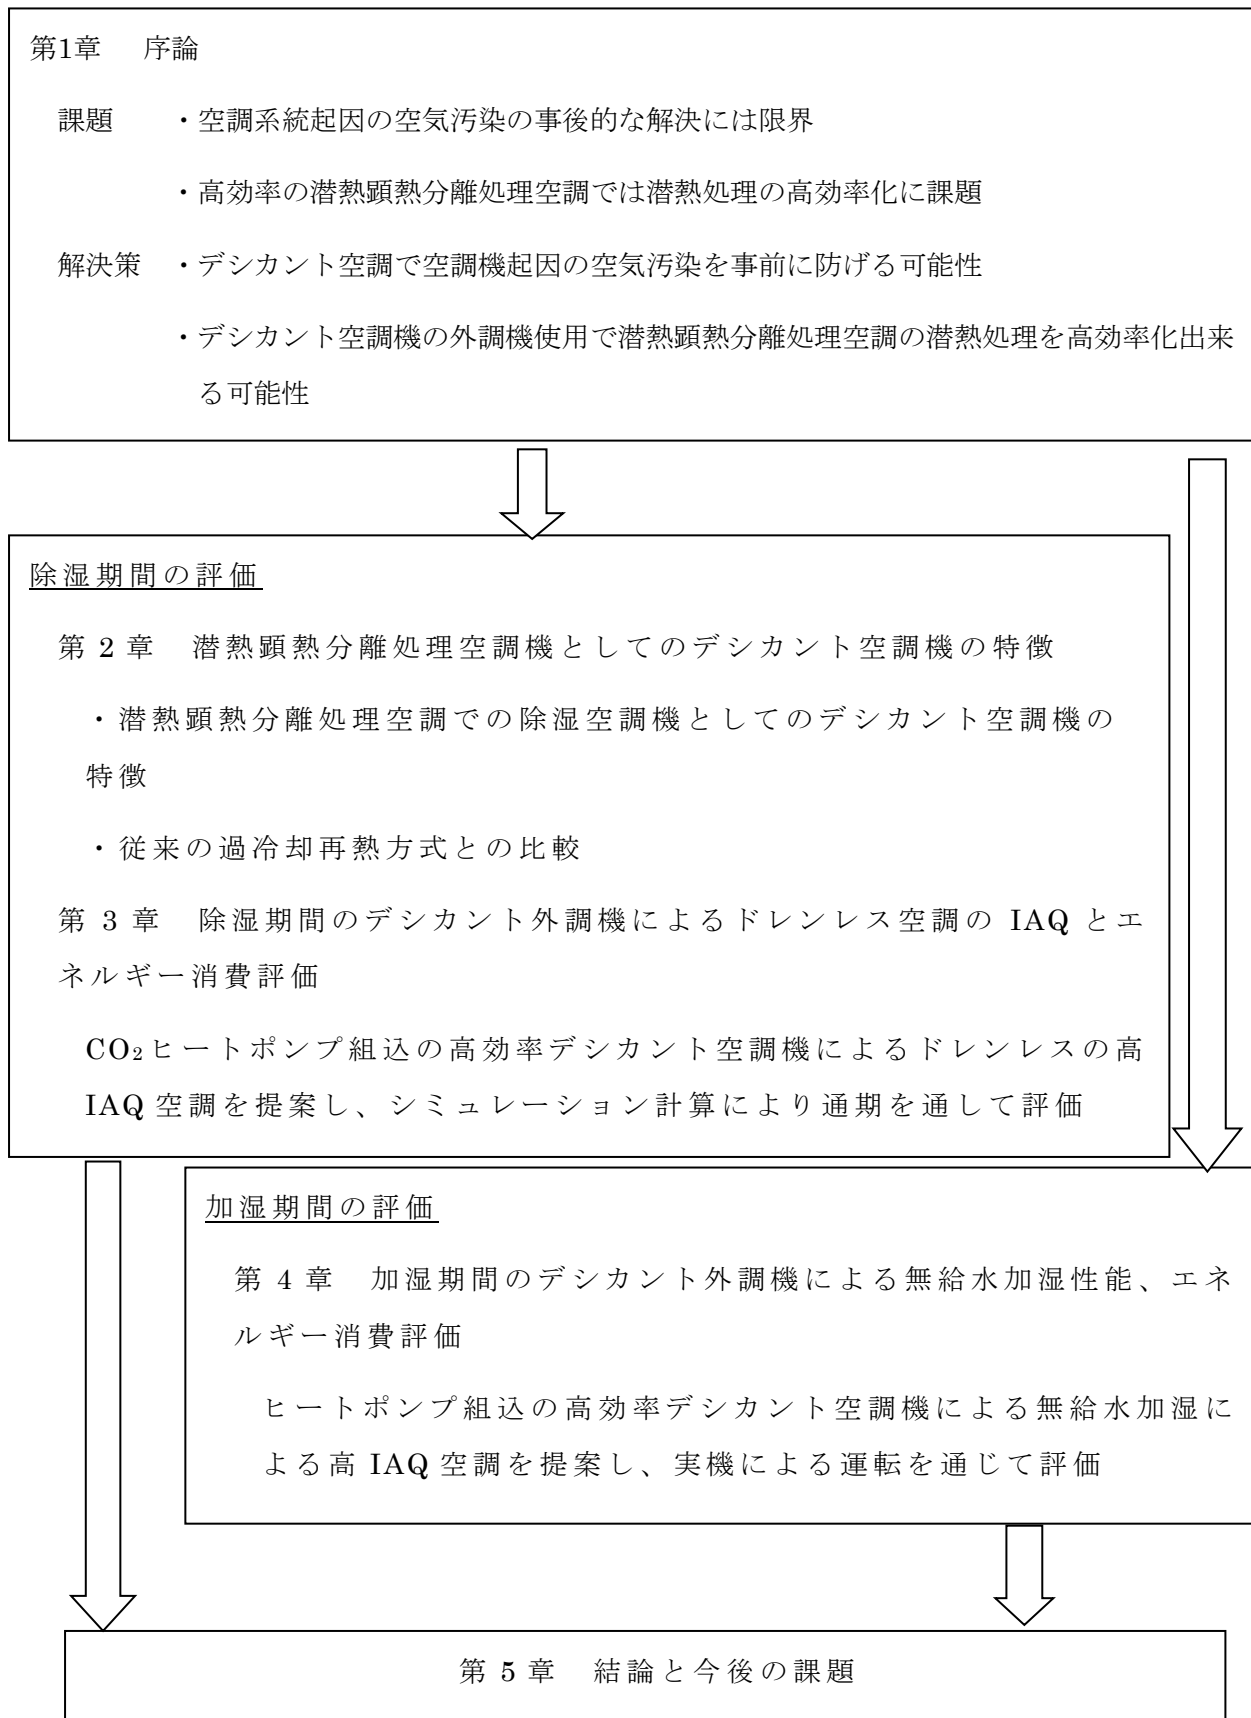 第1章 序論
課題 ・空調系統起因の空気汚染の事後的な解決には限界
・高効率の潜熱顕熱分離処理空調では潜熱処理の高効率化に課題
解決策 ・デシカント空調で空調機起因の空気汚染を事前に防げる可能性
・デシカント空調機の外調機使用で潜熱顕熱分離処理空調の潜熱処理を高効率化出来
る可能性
除湿期間の評価
第 2 章 潜熱顕熱分離処理空調機としてのデシカント空調機の特徴
・潜熱顕熱分離処理空調での除湿空調機としてのデシカント空調機の
特徴
・従来の過冷却再熱方式との比較
第 3 章 除湿期間のデシカント外調機によるドレンレス空調の IAQ とエ
ネルギー消費評価
CO₂ヒートポンプ組込の高効率デシカント空調機によるドレンレスの高
IAQ 空調を提案し、シミュレーション計算により通期を通して評価
加湿期間の評価
第 4 章 加湿期間のデシカント外調機による無給水加湿性能、エネ
ルギー消費評価
ヒートポンプ組込の高効率デシカント空調機による無給水加湿に
よる高 IAQ 空調を提案し、実機による運転を通じて評価
第 5 章 結論と今後の課題